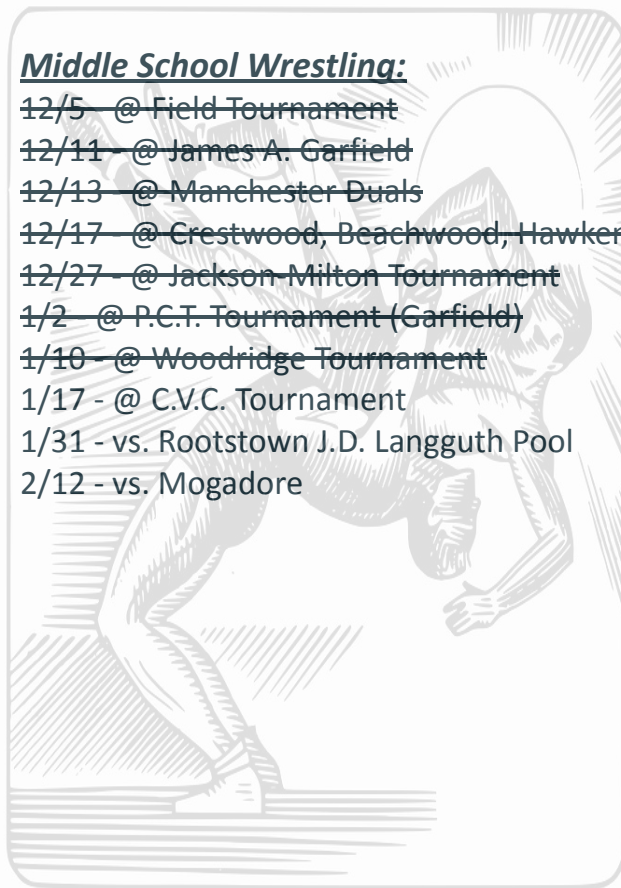 Middle School Wrestling:
12/5 - @ Field Tournament
12/11 - @ James A. Garfield
12/13 - @ Manchester Duals
12/17 - @ Crestwood, Beachwood, Hawken
12/27 - @ Jackson-Milton Tournament
1/2 - @ P.C.T. Tournament (Garfield)
1/10 - @ Woodridge Tournament
1/17 - @ C.V.C. Tournament
1/31 - vs. Rootstown J.D. Langguth Pool
2/12 - vs. Mogadore